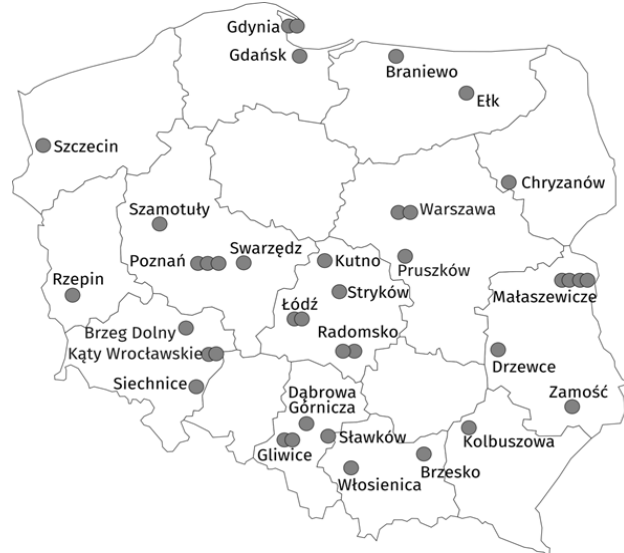 Gdynia
Gdańsk
Braniewo
Ełk
Szczecin
Chryzanów
Szamotuły
Warszawa
Poznań
Swarzędz
Kutno
Pruszków
Rzepin
Stryków
Małaszewicze
Łódź
Brzeg Dolny
Radomsko
Kąty Wrocławskie
Drzewce
Siechnice
Dąbrowa
Górnicza
Zamość
Sławków
Kolbuszowa
Gliwice
Brzesko
Włosienica